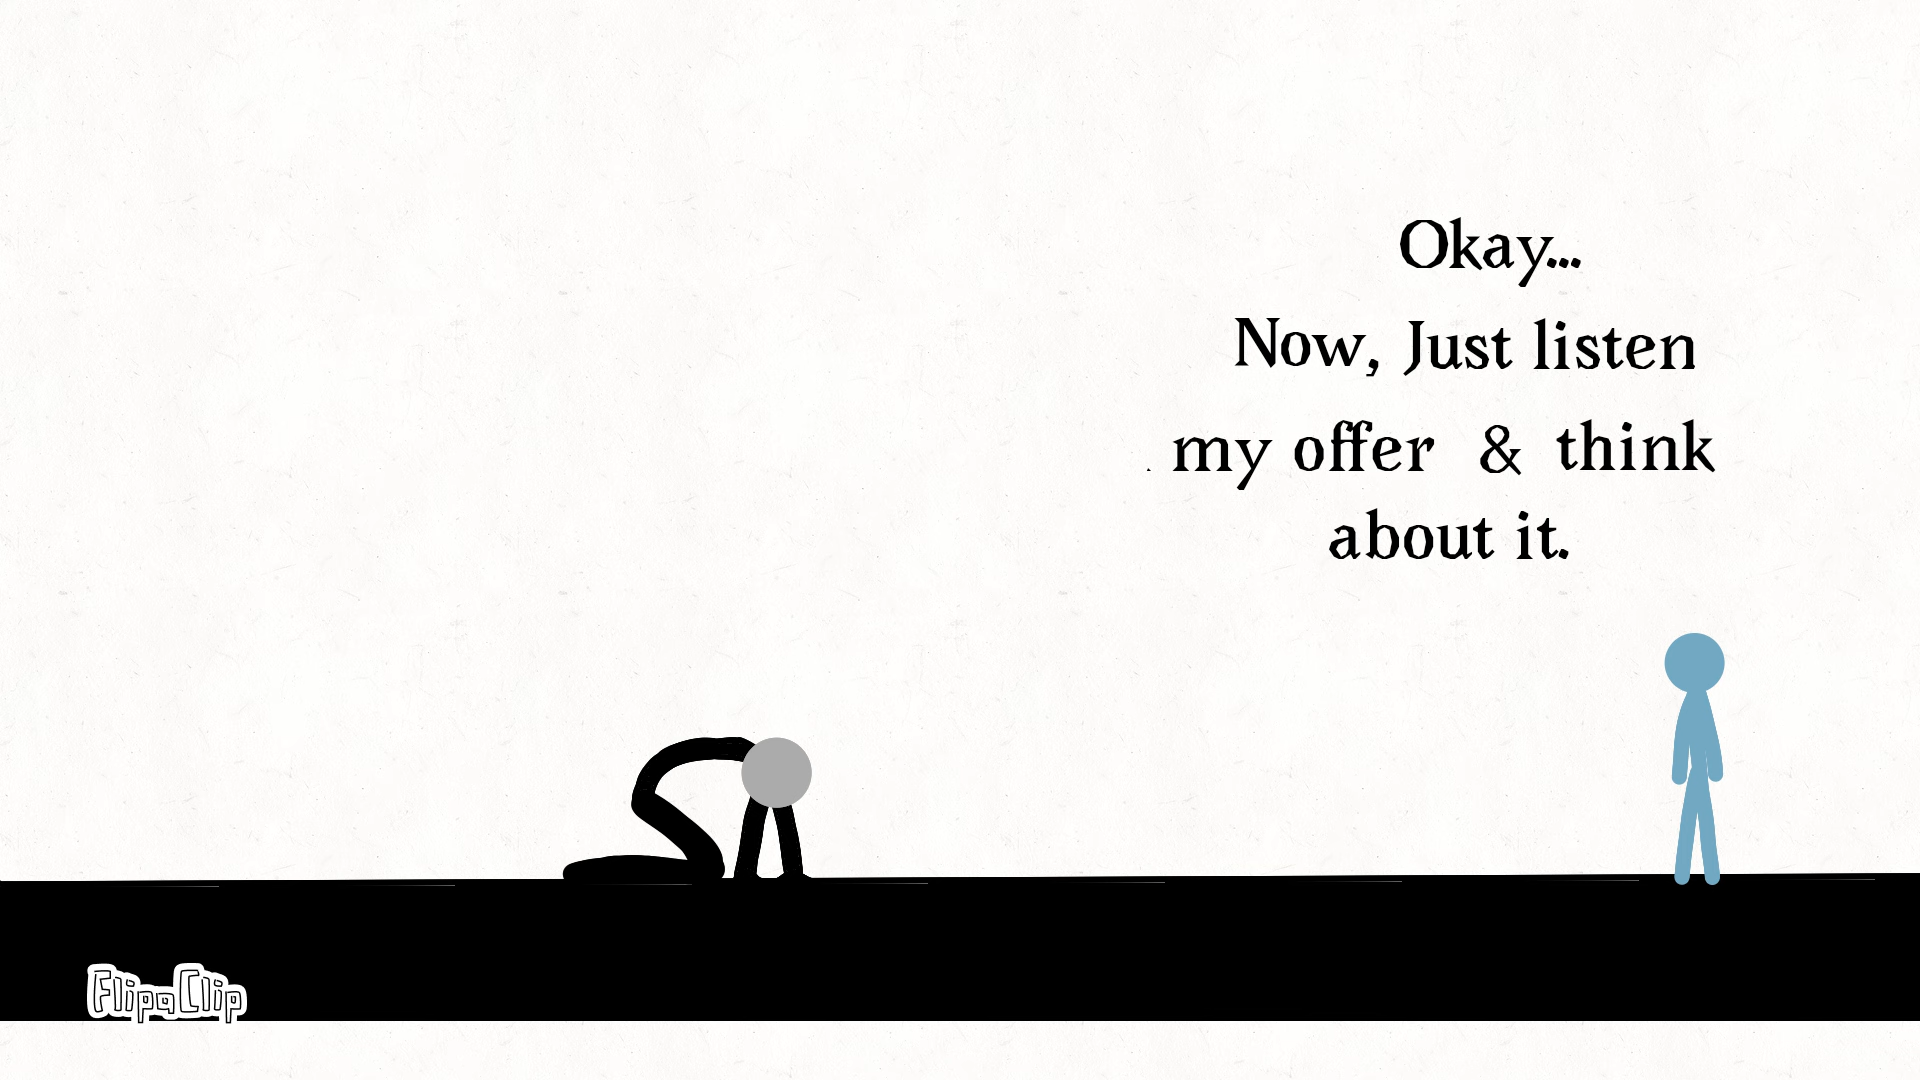 Okay...
Now, Just listen
my offer & think
about it.
FlipaClip